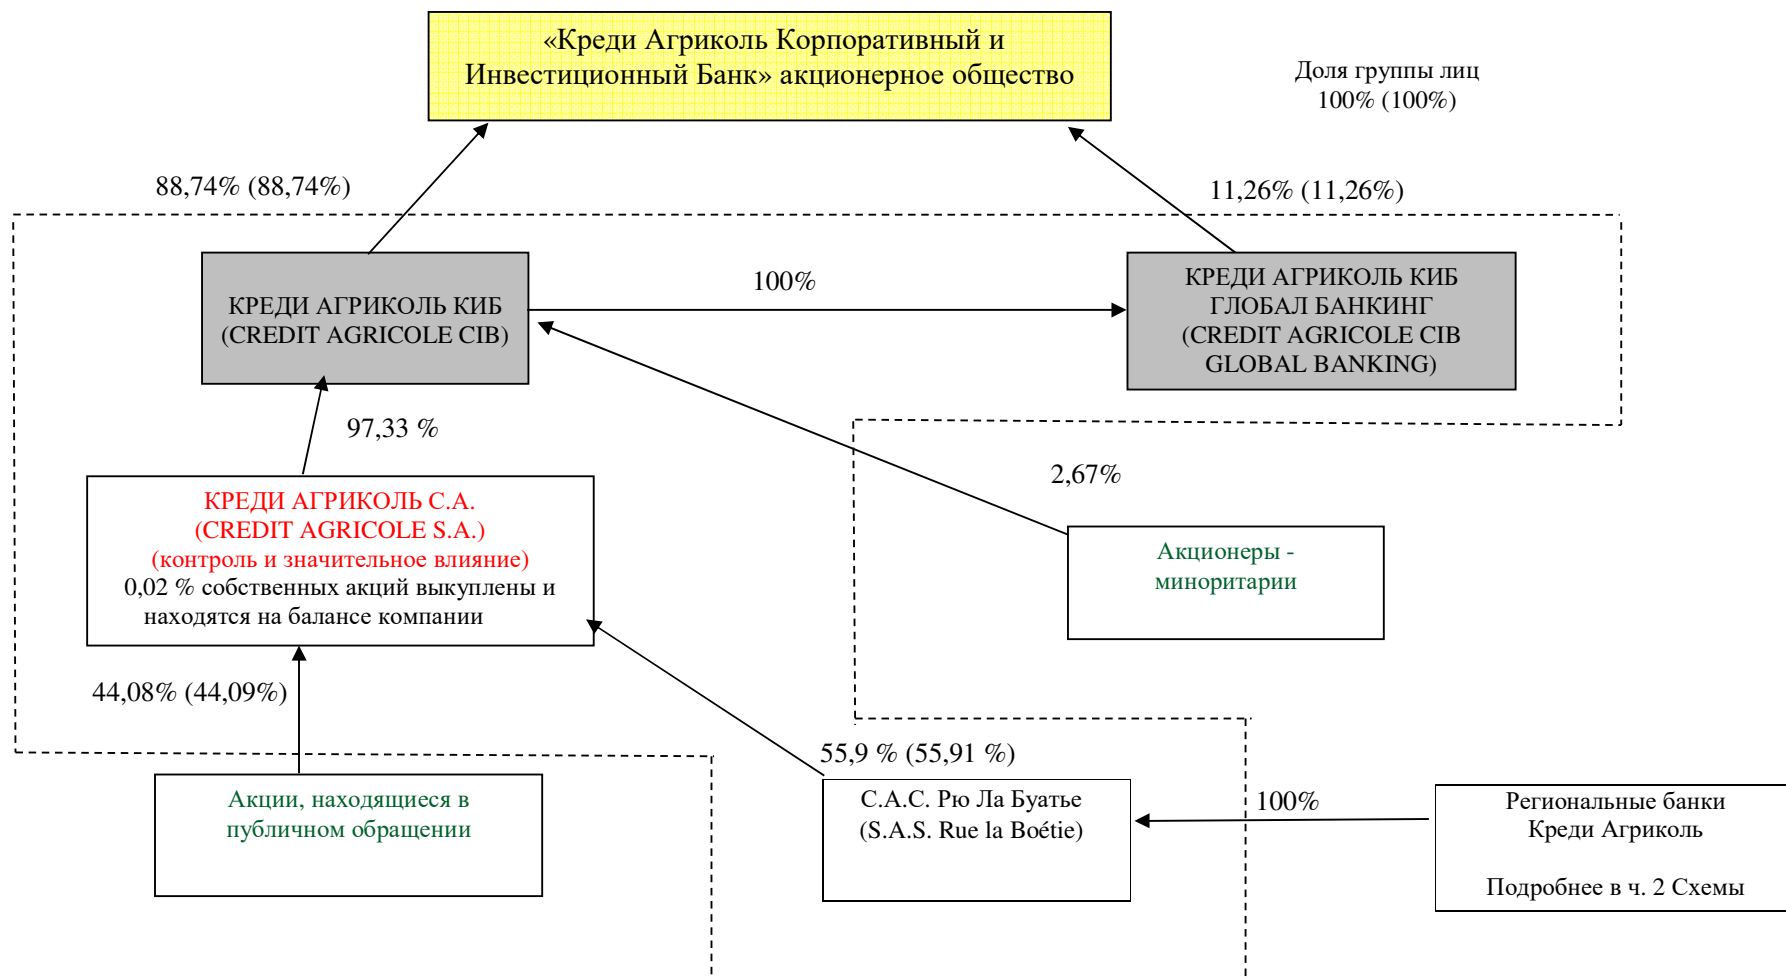 «Креди Агриколь Корпоративный и
Инвестиционный Банк» акционерное общество
Доля группы лиц
100% (100%)
88,74% (88,74%)
11,26% (11,26%)
КРЕДИ АГРИКОЛЬ КИБ
(CREDIT AGRICOLE CIB)
100%
КРЕДИ АГРИКОЛЬ КИБ
ГЛОБАЛ БАНКИНГ
(CREDIT AGRICOLE CIB
GLOBAL BANKING)
97,33 %
2,67%
КРЕДИ АГРИКОЛЬ С.А.
(CREDIT AGRICOLE S.A.)
(контроль и значительное влияние)
0,02 % собственных акций выкуплены и
находятся на балансе компании
Акционеры -
миноритарии
44,08% (44,09%)
55,9 % (55,91 %)
Акции, находящиеся в
публичном обращении
С.А.С. Рю Ла Буатье
(S.A.S. Rue la Boétie)
100%
Региональные банки
Креди Агриколь
Подробнее в ч. 2 Схемы